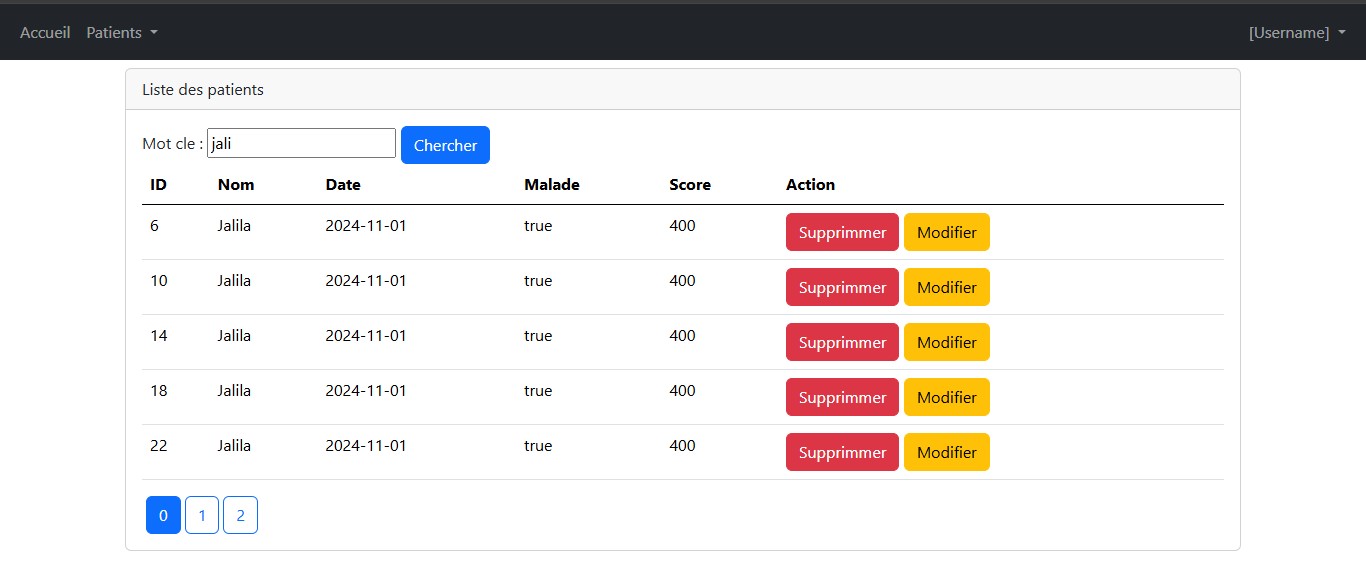 Accueil Patients [Username]
Liste des patients
Mot cle : jali Chercher
ID Nom Date Malade Score Action
6 Jalila 2024-11-01 true 400 Supprimmer Modifier
10 Jalila 2024-11-01 true 400 Supprimmer Modifier
14 Jalila 2024-11-01 true 400 Supprimmer Modifier
18 Jalila 2024-11-01 true 400 Supprimmer Modifier
22 Jalila 2024-11-01 true 400 Supprimmer Modifier
0 1 2